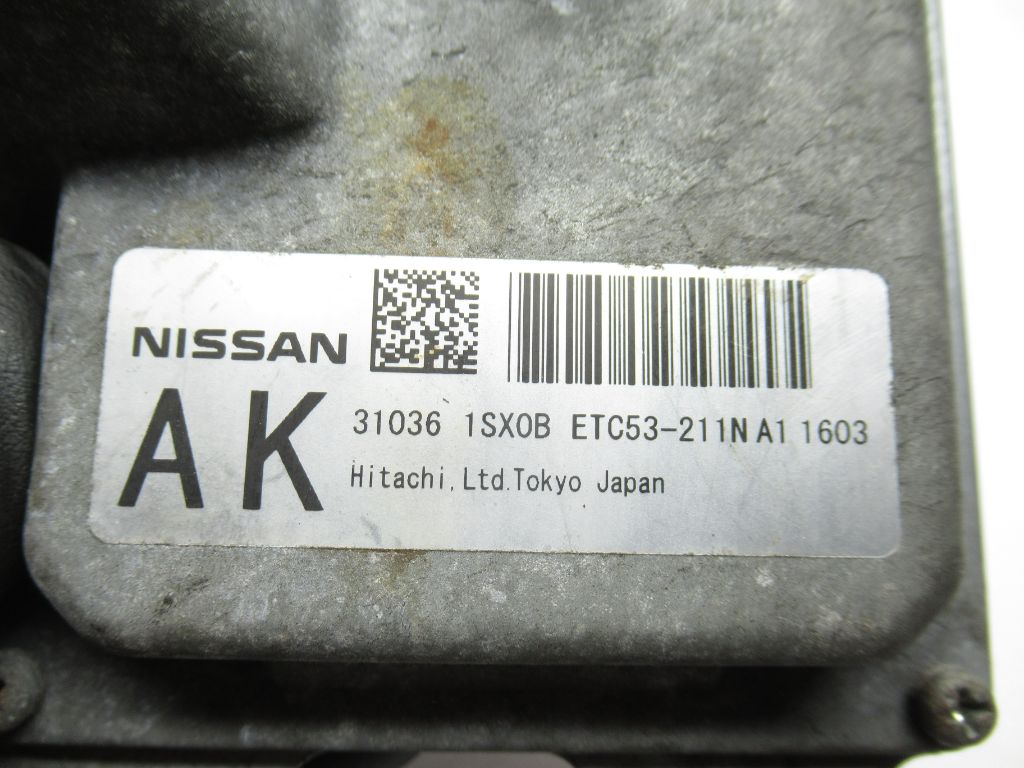 NISSAN
AK
31036 1SX0B ETC53-211N A1 1603
Hitachi, Ltd. Tokyo Japan